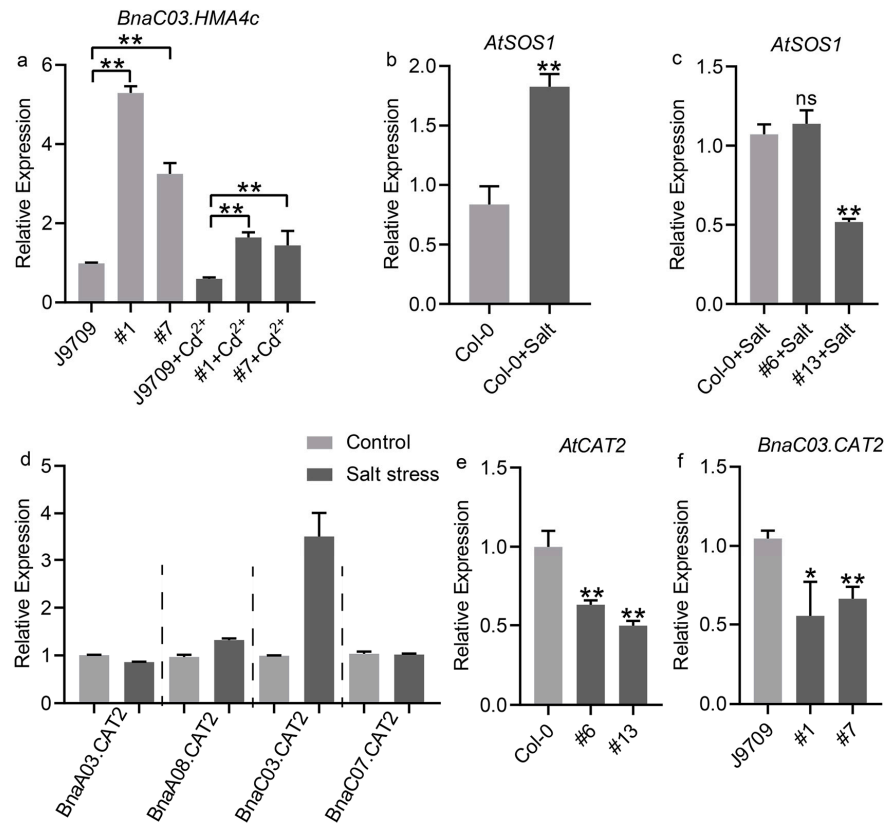 BnaC03.HMA4c
a
**
**
**
**
Relative Expression
6
4
2
0
J9709
#1
#7
J9709+Cd2+
#1+Cd2+
#7+Cd2+
b
AtSOS1
**
Relative Expression
2.0
1.5
1.0
0.5
0.0
Col-0
Col-0+Salt
c
AtSOS1
ns
**
Relative Expression
1.5
1.0
0.5
0.0
Col-0+Salt
#6+Salt
#13+Salt
d
Control
Salt stress
Relative Expression
5
4
3
2
1
0
BnaA03.CAT2
BnaA08.CAT2
BnaC03.CAT2
BnaC07.CAT2
e
AtCAT2
**
**
Relative Expression
1.5
1.0
0.5
0.0
Col-0
#6
#13
f
BnaC03.CAT2
*
**
Relative Expression
1.5
1.0
0.5
0.0
J9709
#1
#7